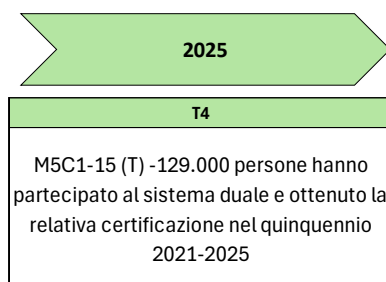 2025
T4
M5C1-15 (T) -129.000 persone hanno
partecipato al sistema duale e ottenuto la
relativa certificazione nel quinquennio
2021-2025